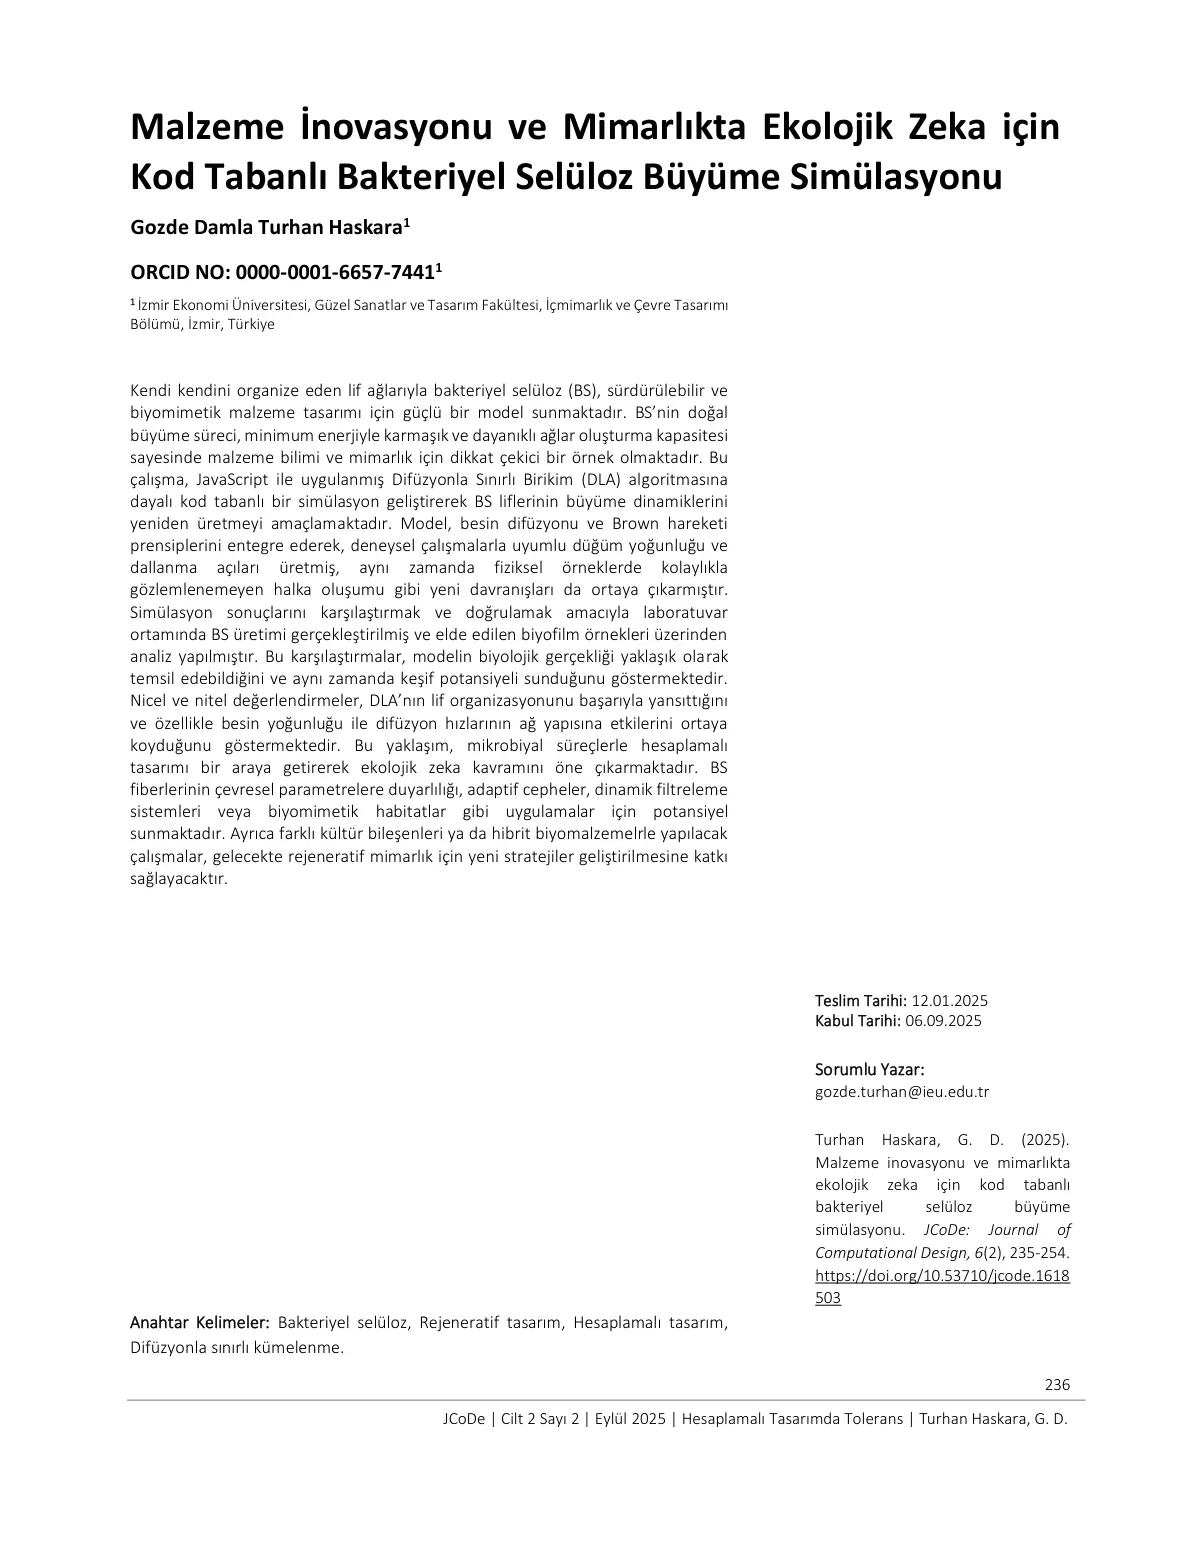 Malzeme İnovasyonu ve Mimarlıkta Ekolojik Zeka için
Kod Tabanlı Bakteriyel Selüloz Büyüme Simülasyonu
Gozde Damla Turhan Haskara¹
ORCID NO: 0000-0001-6657-7441¹
¹ İzmir Ekonomi Üniversitesi, Güzel Sanatlar ve Tasarım Fakültesi, İçmimarlık ve Çevre Tasarımı
Bölümü, İzmir, Türkiye
Kendi kendini organize eden lif ağlarıyla bakteriyel selüloz (BS), sürdürülebilir ve
biyomimetik malzeme tasarımı için güçlü bir model sunmaktadır. BS’nin doğal
büyüme süreci, minimum enerjiyle karmaşık ve dayanıklı ağlar oluşturma kapasitesi
sayesinde malzeme bilimi ve mimarlık için dikkat çekici bir örnek olmaktadır. Bu
çalışma, JavaScript ile uygulanmış Difüzyonla Sınırlı Birikim (DLA) algoritmasına
dayalı kod tabanlı bir simülasyon geliştirerek BS liflerinin büyüme dinamiklerini
yeniden üretmeyi amaçlamaktadır. Model, besin difüzyonu ve Brown hareketi
prensiplerini entegre ederek, deneysel çalışmalarla uyumlu düğüm yoğunluğu ve
dallanma açıları üretmiş, aynı zamanda fiziksel örneklerde kolaylıkla
gözlemlenemeyen halka oluşumu gibi yeni davranışları da ortaya çıkarmıştır.
Simülasyon sonuçlarını karşılaştırmak ve doğrulamak amacıyla laboratuvar
ortamında BS üretimi gerçekleştirilmiş ve elde edilen biyofilm örnekleri üzerinden
analiz yapılmıştır. Bu karşılaştırmalar, modelin biyolojik gerçekliği yaklaşık olarak
temsil edebildiğini ve aynı zamanda keşif potansiyeli sunduğunu göstermektedir.
Nicel ve nitel değerlendirmeler, DLA’nın lif organizasyonunu başarıyla yansıttığını
ve özellikle besin yoğunluğu ile difüzyon hızlarının ağ yapısına etkilerini ortaya
koyduğunu göstermektedir. Bu yaklaşım, mikrobiyal süreçlerle hesaplamalı
tasarımı bir araya getirerek ekolojik zeka kavramını öne çıkarmaktadır. BS
fiberlerinin çevresel parametrelere duyarlılığı, adaptif cepheler, dinamik filtreleme
sistemleri veya biyomimetik habitatlar gibi uygulamalar için potansiyel
sunmaktadır. Ayrıca farklı kültür bileşenleri ya da hibrit biyomalzemelrle yapılacak
çalışmalar, gelecekte rejeneratif mimarlık için yeni stratejiler geliştirilmesine katkı
sağlayacaktır.
Teslim Tarihi: 12.01.2025
Kabul Tarihi: 06.09.2025
Sorumlu Yazar:
gozde.turhan@ieu.edu.tr
Turhan Haskara, G. D. (2025).
Malzeme inovasyonu ve mimarlıkta
ekolojik zeka için kod tabanlı
bakteriyel selüloz büyüme
simülasyonu. JCoDe: Journal of
Computational Design, 6(2), 235-254.
https://doi.org/10.53710/jcode.1618
503
Anahtar Kelimeler: Bakteriyel selüloz, Rejeneratif tasarım, Hesaplamalı tasarım,
Difüzyonla sınırlı kümelenme.
236
JCoDe | Cilt 2 Sayı 2 | Eylül 2025 | Hesaplamalı Tasarımda Tolerans | Turhan Haskara, G. D.